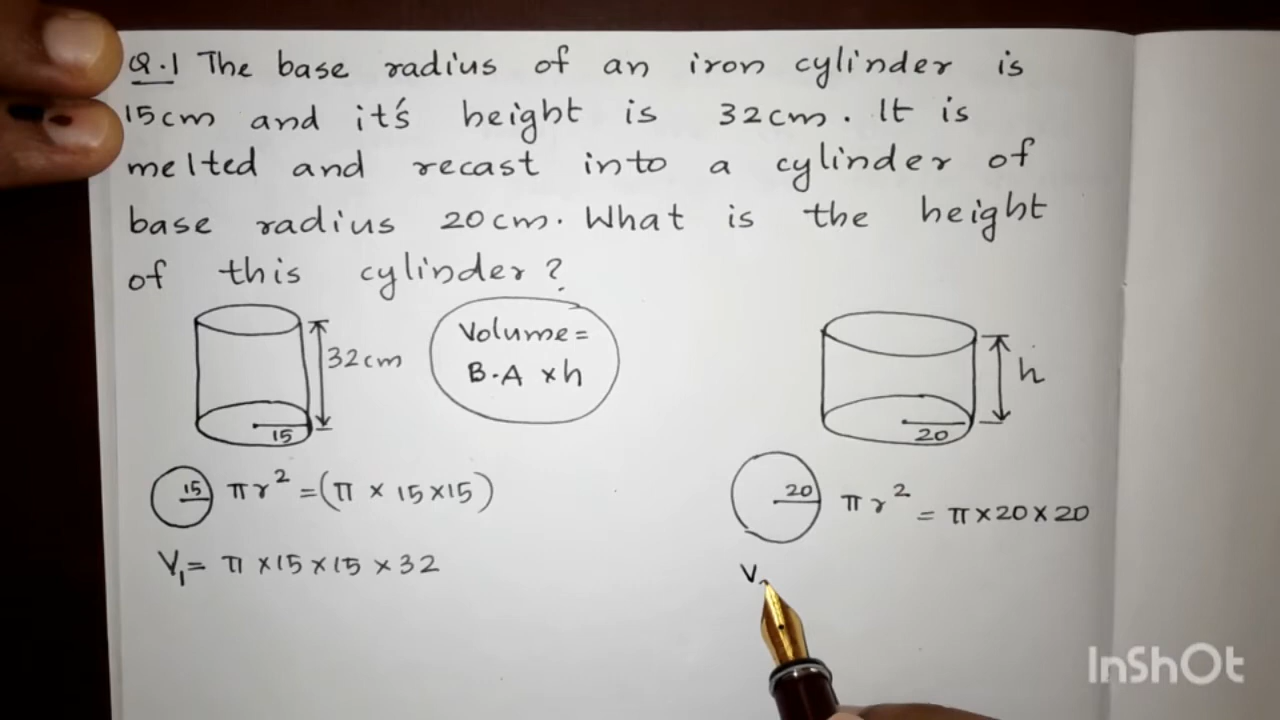 Q.1 The base radius of an iron cylinder is
15cm and it's height is 32cm. It is
melted and recast into a cylinder of
base radius 20cm. What is the height
of this cylinder?
Volume =
B.A × h
32cm
15
h
20
15 πr² = (π × 15 × 15)
20 πr² = π × 20 × 20
V₁ = π × 15 × 15 × 32
V
InShOt